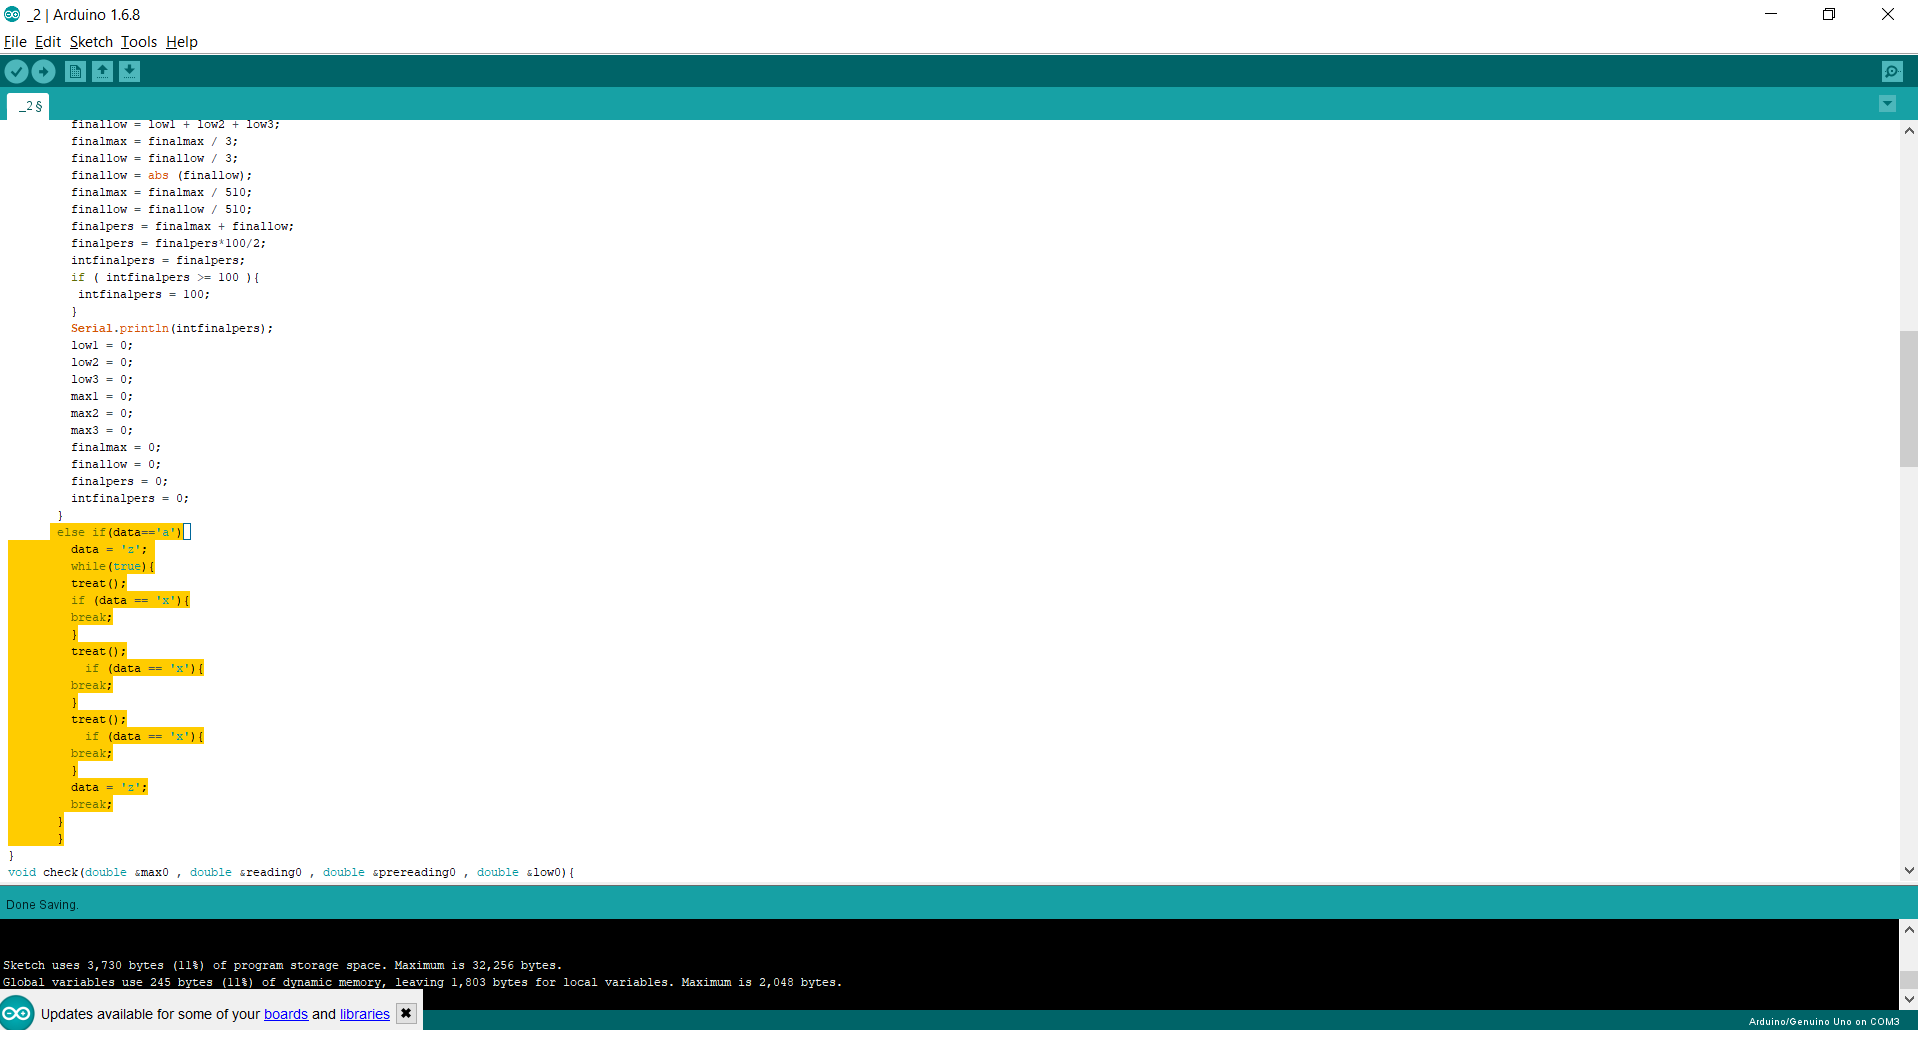 _2 | Arduino 1.6.8
File Edit Sketch Tools Help
_2 §
finallow = low1 + low2 + low3;
finalmax = finalmax / 3;
finallow = finallow / 3;
finallow = abs (finallow);
finalmax = finalmax / 510;
finallow = finallow / 510;
finalpers = finalmax + finallow;
finalpers = finalpers*100/2;
intfinalpers = finalpers;
if ( intfinalpers >= 100 ){
intfinalpers = 100;
}
Serial.println(intfinalpers);
low1 = 0;
low2 = 0;
low3 = 0;
max1 = 0;
max2 = 0;
max3 = 0;
finalmax = 0;
finallow = 0;
finalpers = 0;
intfinalpers = 0;
}
else if(data=='a')
data = 'z';
while(true){
treat();
if (data == 'x'){
break;
}
treat();
if (data == 'x'){
break;
}
treat();
if (data == 'x'){
break;
}
data = 'z';
break;
}
}
}
void check(double &max0 , double &reading0 , double &prereading0 , double &low0){
Done Saving.
Sketch uses 3,730 bytes (11%) of program storage space. Maximum is 32,256 bytes.
Global variables use 245 bytes (11%) of dynamic memory, leaving 1,803 bytes for local variables. Maximum is 2,048 bytes.
Updates available for some of your boards and libraries
Arduino/Genuino Uno on COM3